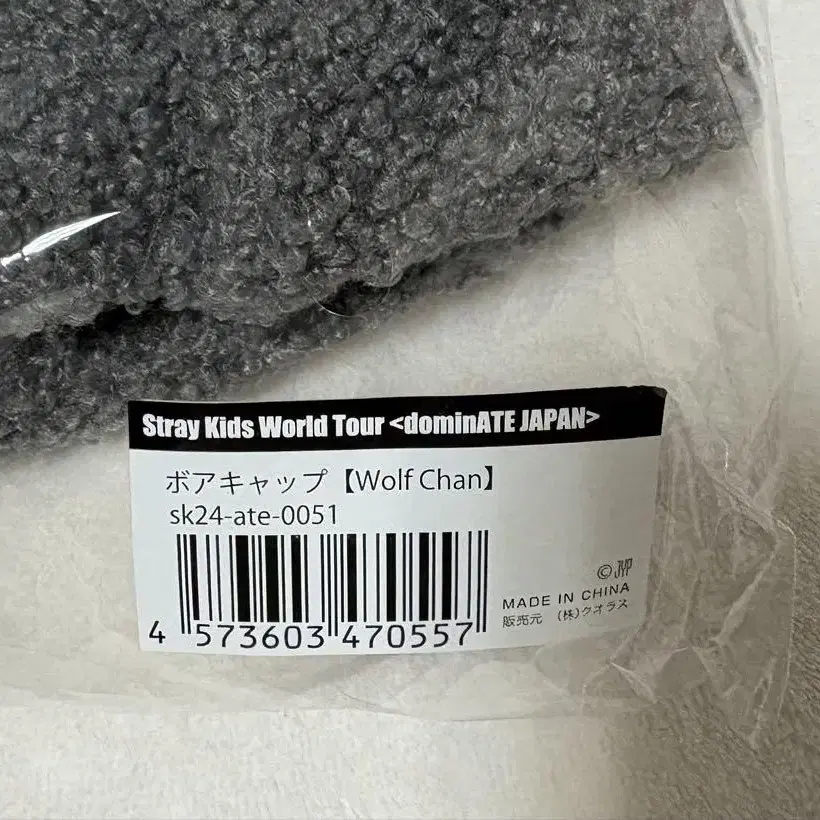 Stray Kids World Tour <dominATE JAPAN>
ボアキャップ【Wolf Chan】
sk24-ate-0051
4 573603 470557
©JYP
MADE IN CHINA
販売元 (株)クオラス